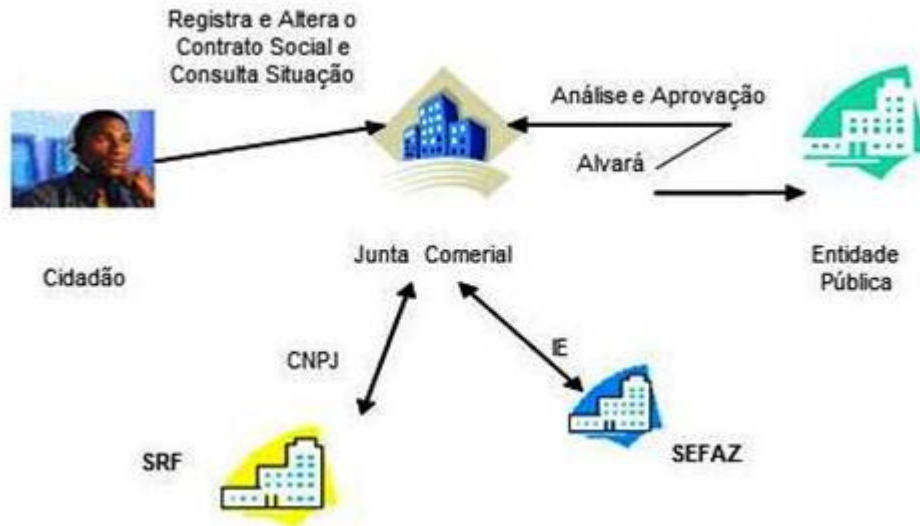 Registra e Altera o
Contrato Social e
Consulta Situação
Análise e Aprovação
Alvará
Cidadão
Junta Comerial
Entidade
Pública
CNPJ
IE
SRF
SEFAZ